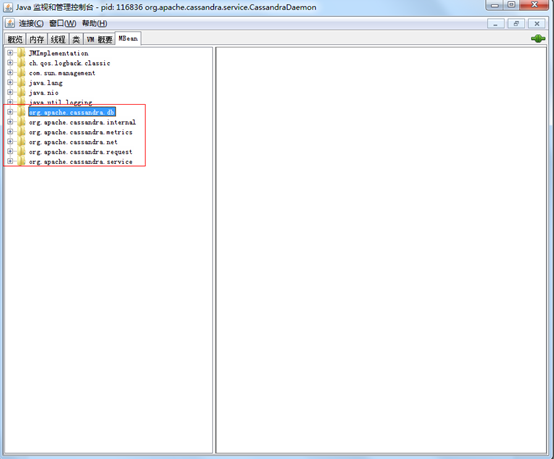 Java 监视和管理控制台 - pid: 116836 org.apache.cassandra.service.CassandraDaemon
连接(C) 窗口(W) 帮助(H)
概览 内存 线程 类 VM 概要 MBean
JMImplementation
ch.qos.logback.classic
com.sun.management
java.lang
java.nio
java.util.logging
org.apache.cassandra.db
org.apache.cassandra.internal
org.apache.cassandra.metrics
org.apache.cassandra.net
org.apache.cassandra.request
org.apache.cassandra.service